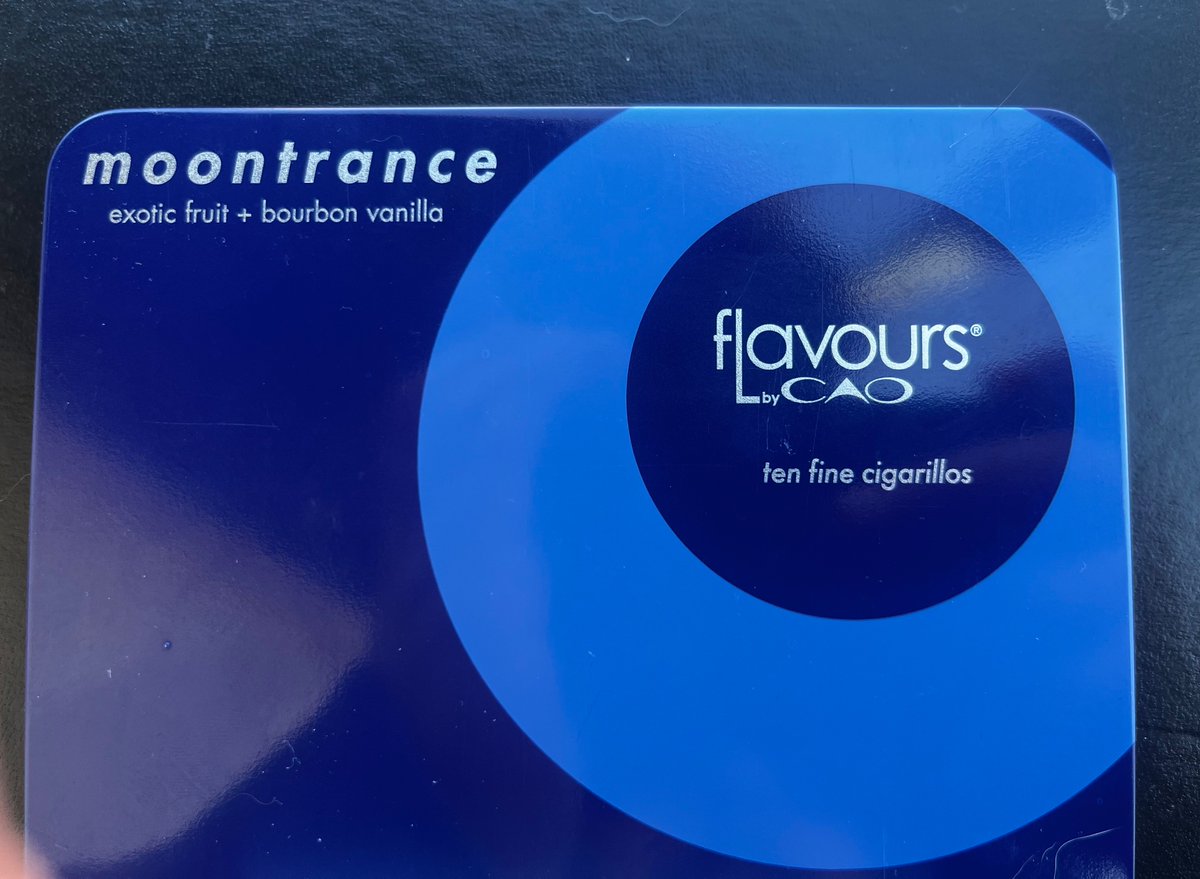 moontrance
exotic fruit + bourbon vanilla
flavours®
by CAO
ten fine cigarillos